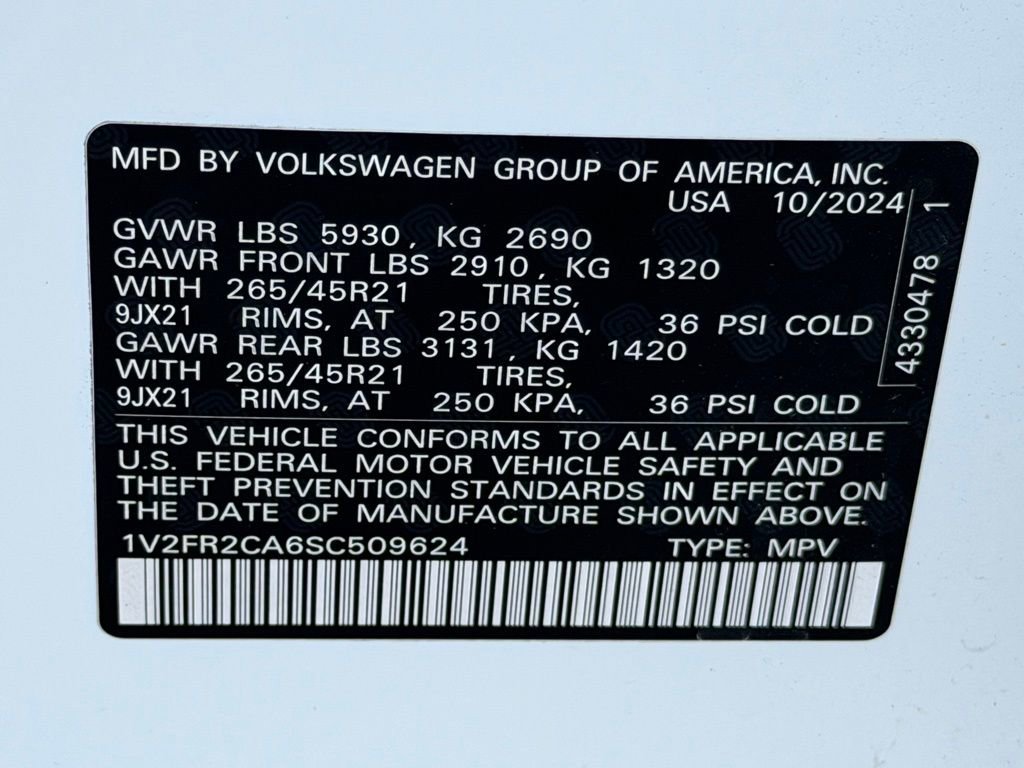 MFD BY VOLKSWAGEN GROUP OF AMERICA, INC.
USA 10/2024
GVWR LBS 5930, KG 2690
GAWR FRONT LBS 2910, KG 1320
WITH 265/45R21 TIRES,
9JX21 RIMS, AT 250 KPA, 36 PSI COLD
GAWR REAR LBS 3131, KG 1420
WITH 265/45R21 TIRES,
9JX21 RIMS, AT 250 KPA, 36 PSI COLD
4330478 1
THIS VEHICLE CONFORMS TO ALL APPLICABLE
U.S. FEDERAL MOTOR VEHICLE SAFETY AND
THEFT PREVENTION STANDARDS IN EFFECT ON
THE DATE OF MANUFACTURE SHOWN ABOVE.
1V2FR2CA6SC509624 TYPE: MPV